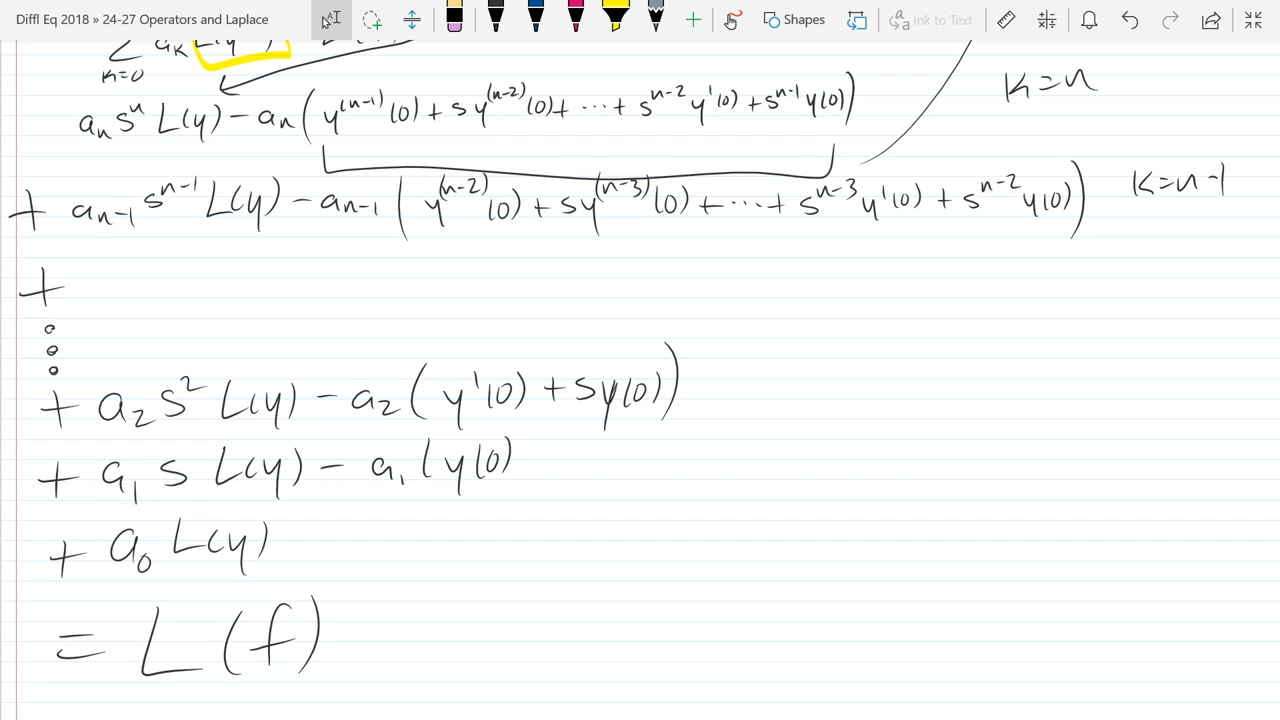 Diffl Eq 2018 » 24-27 Operators and Laplace
Shapes
Ink to Text
∑ a_K L(y
K=0
a_n s^n L(y) − a_n ( y^(n-1) (0) + s y^(n-2) (0) + ⋯ + s^{n-2} y'(0) + s^{n-1} y(0) ) K=n
+ a_{n-1} s^{n-1} L(y) − a_{n-1} ( y^(n-2) (0) + s y^(n-3) (0) + ⋯ + s^{n-3} y'(0) + s^{n-2} y(0) ) K=n-1
+
⋮
+ a_2 s^2 L(y) − a_2 ( y'(0) + s y(0) )
+ a_1 s L(y) − a_1 ( y(0)
+ a_0 L(y)
= L (f)